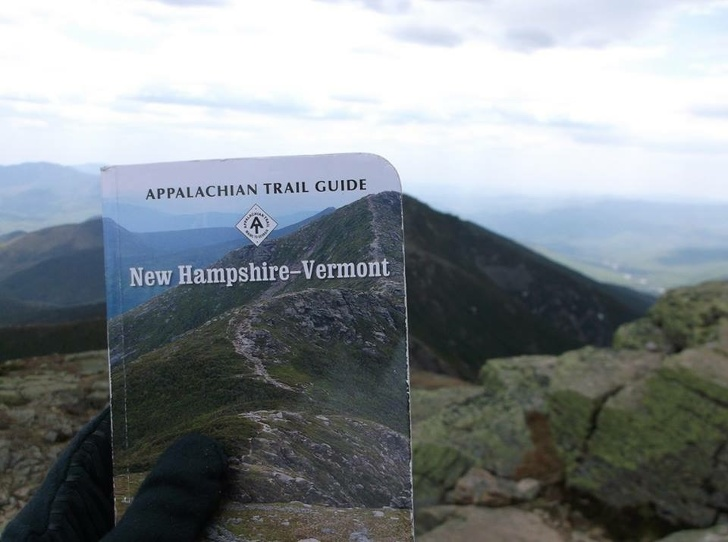 APPALACHIAN TRAIL GUIDE
New Hampshire–Vermont